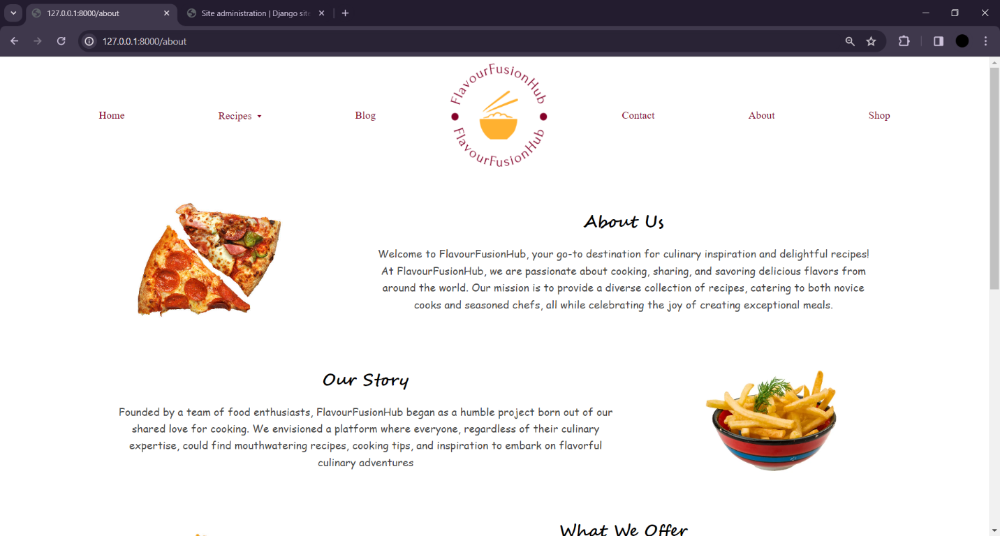 127.0.0.1:8000/about
Site administration | Django site
127.0.0.1:8000/about
FlavourFusionHub
Home
Recipes
Blog
Contact
About
Shop
FlavourFusionHub
About Us
Welcome to FlavourFusionHub, your go-to destination for culinary inspiration and delightful recipes!
At FlavourFusionHub, we are passionate about cooking, sharing, and savoring delicious flavors from
around the world. Our mission is to provide a diverse collection of recipes, catering to both novice
cooks and seasoned chefs, all while celebrating the joy of creating exceptional meals.
Our Story
Founded by a team of food enthusiasts, FlavourFusionHub began as a humble project born out of our
shared love for cooking. We envisioned a platform where everyone, regardless of their culinary
expertise, could find mouthwatering recipes, cooking tips, and inspiration to embark on flavorful
culinary adventures
What We Offer